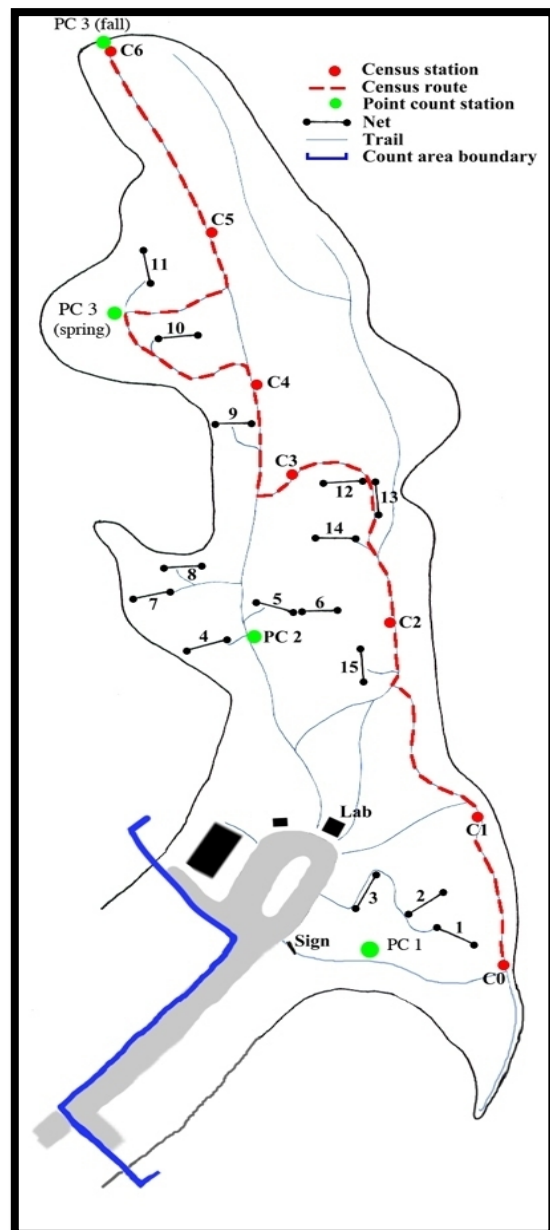 PC 3 (fall)
C6
Census station
Census route
Point count station
Net
Trail
Count area boundary
C5
11
PC 3
(spring)
10
C4
9
C3
12
13
14
8
7
5
6
C2
4
PC 2
15
Lab
C1
3
2
1
Sign
PC 1
C0